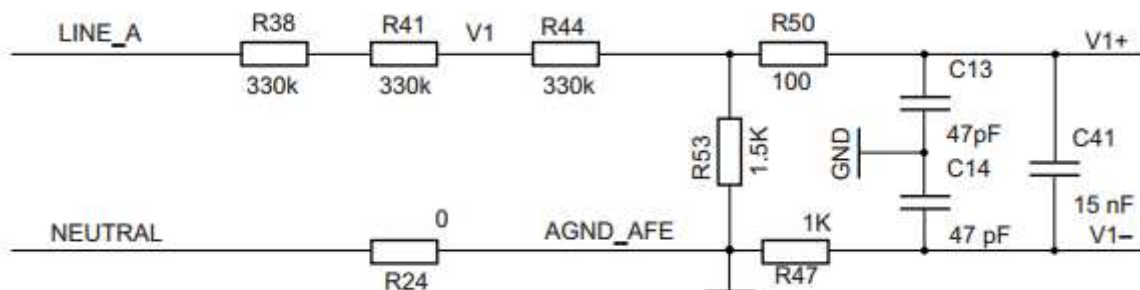 R38 R41 V1 R44 R50
LINE_A V1+
330k 330k 330k 100 C13
R53 1.5K GND 47pF C41
C14
NEUTRAL 0 AGND_AFE 1K 47 pF 15 nF
V1–
R24 R47